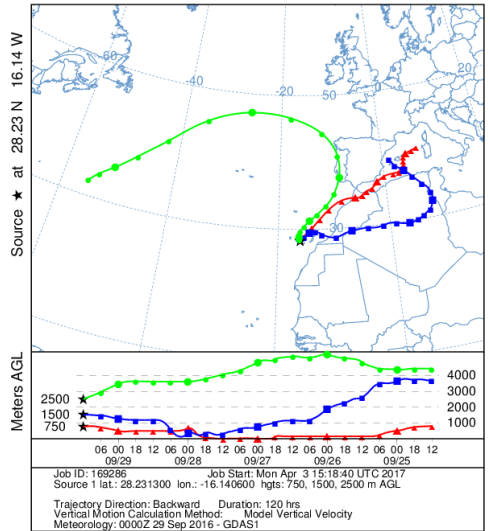 Source ★ at 28.23 N 16.14 W
60
40
20
50
20
30
Meters AGL
4000
3000
2000
1000
2500
1500
750
06 00 18 12 06 00 18 12 06 00 18 12 06 00 18 12 06 00 18 12
09/29 09/28 09/27 09/26 09/25
Job ID: 169286 Job Start: Mon Apr 3 15:18:40 UTC 2017
Source 1 lat.: 28.231300 lon.: -16.140600 hgts: 750, 1500, 2500 m AGL
Trajectory Direction: Backward Duration: 120 hrs
Vertical Motion Calculation Method: Model Vertical Velocity
Meteorology: 0000Z 29 Sep 2016 - GDAS1